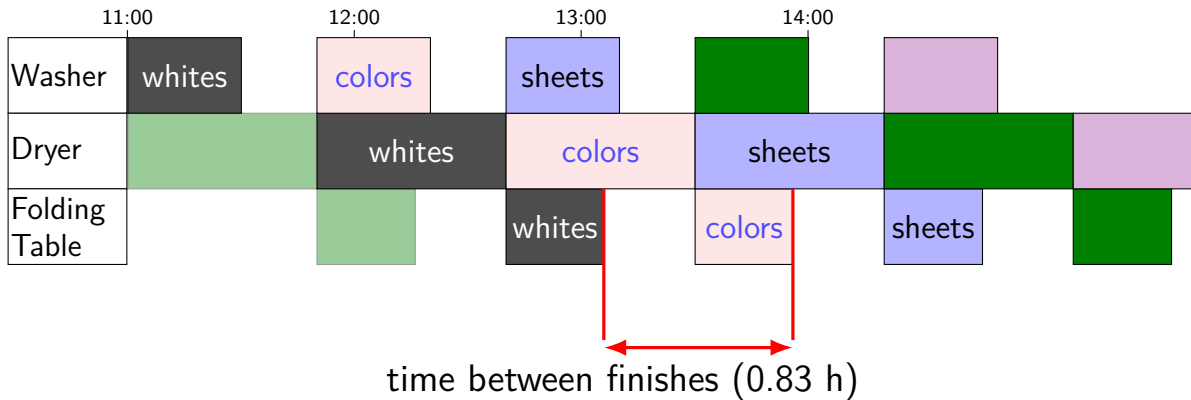 11:00 12:00 13:00 14:00
Washer whites colors sheets
Dryer whites colors sheets
Folding
Table whites colors sheets
time between finishes (0.83 h)